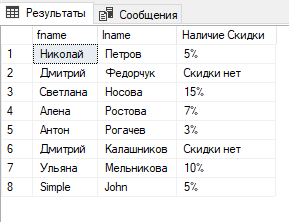 Результаты Сообщения
fname lname Наличие Скидки
1 Николай Петров 5%
2 Дмитрий Федорчук Скидки нет
3 Светлана Носова 15%
4 Алена Ростова 7%
5 Антон Рогачев 3%
6 Дмитрий Калашников Скидки нет
7 Ульяна Мельникова 10%
8 Simple John 5%